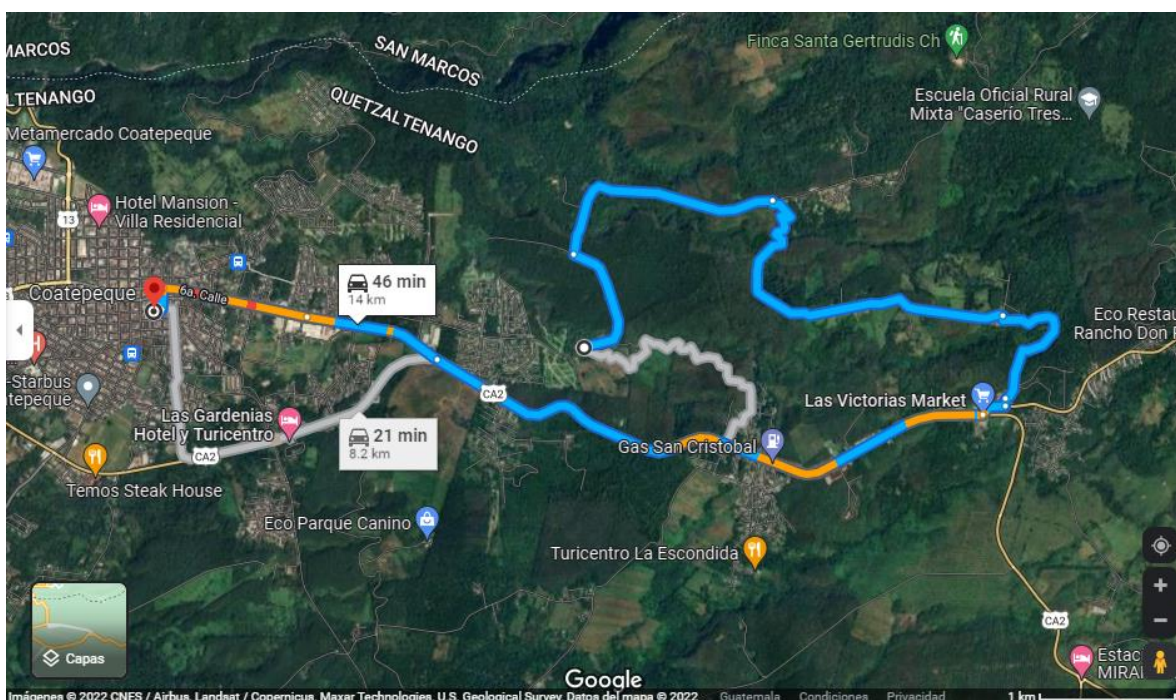 MARCOS
SAN MARCOS
Finca Santa Gertrudis Ch
ALTENANGO
QUETZALTENANGO
Escuela Oficial Rural
Mixta "Caserío Tres...
Metamercado Coatepeque
Hotel Mansion -
Villa Residencial
13
Coatepeque
6a. Calle
46 min
14 km
Eco Restau
Rancho Don
-Starbus
tepeque
CA2
Las Victorias Market
Las Gardenias
Hotel y Turicentro
21 min
8.2 km
Gas San Cristobal
CA2
Temos Steak House
Eco Parque Canino
Turicentro La Escondida
CA2
Capas
Estac
MIRA
Google
Imágenes © 2022 CNES / Airbus, Landsat / Copernicus, Maxar Technologies, U.S. Geological Survey, Datos del mapa © 2022 Guatemala Condiciones Privacidad 1 km